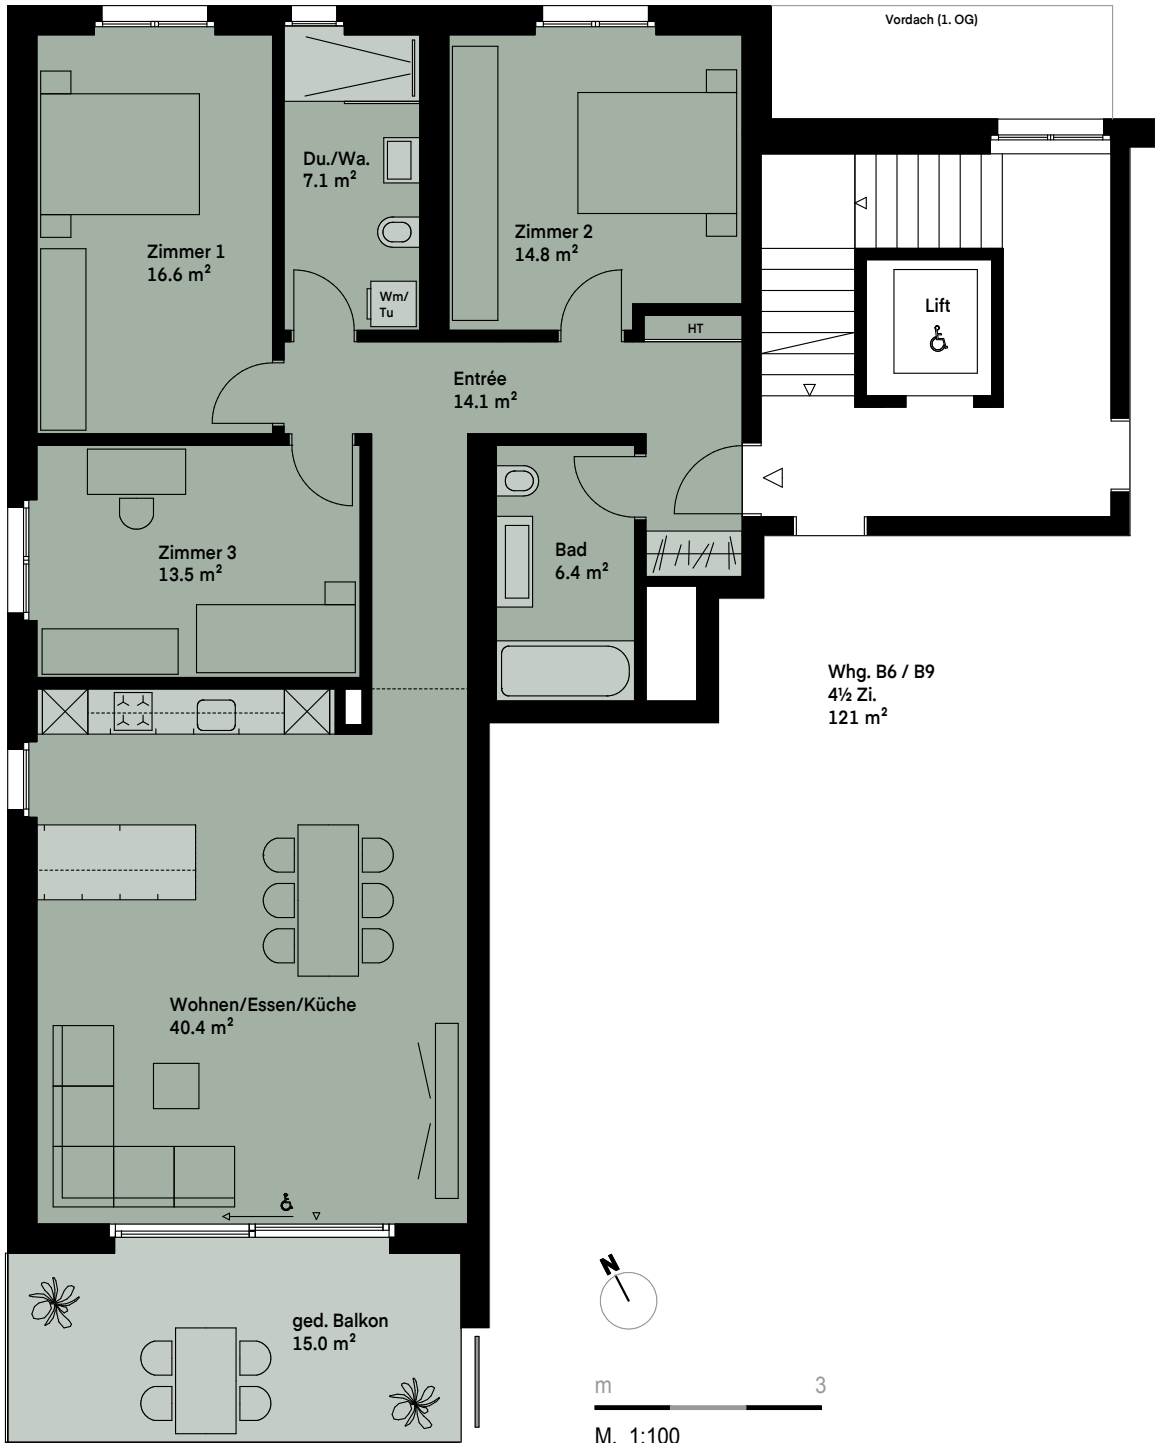 Vordach (1. OG)
Du./Wa.
7.1 m²
Zimmer 1
16.6 m²
Zimmer 2
14.8 m²
Wm/
Tu
HT
Lift
Entrée
14.1 m²
Zimmer 3
13.5 m²
Bad
6.4 m²
Whg. B6 / B9
4½ Zi.
121 m²
Wohnen/Essen/Küche
40.4 m²
N
ged. Balkon
15.0 m²
m 3
M. 1:100